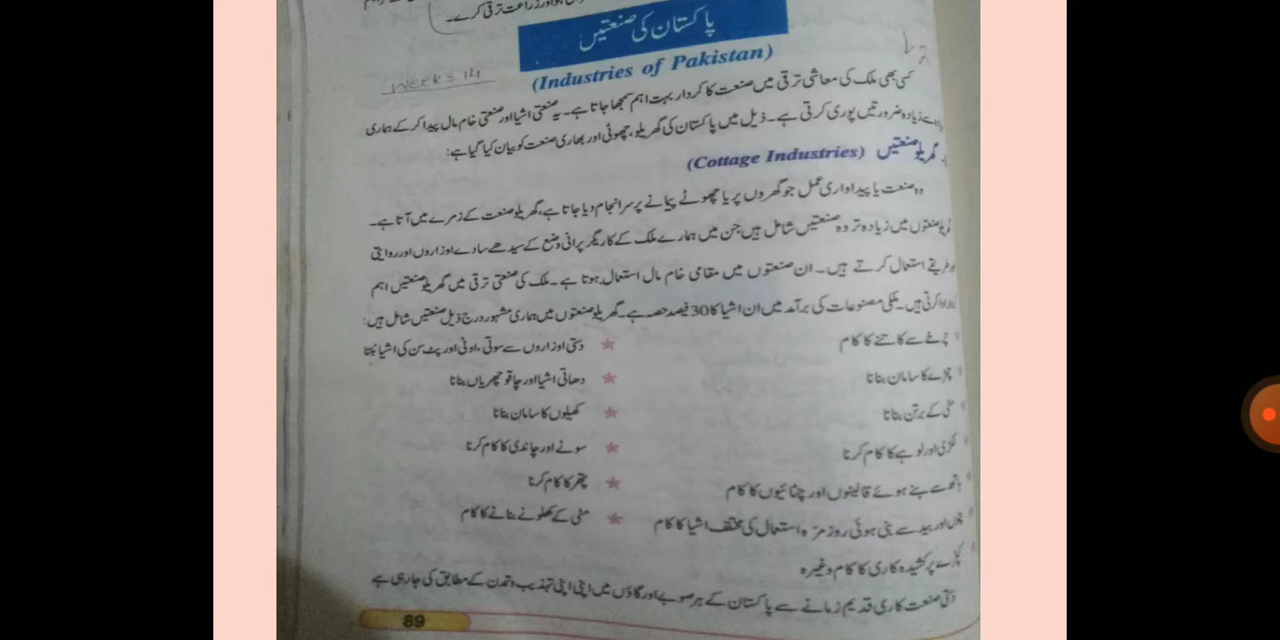 ہو اور زراعت ترقی کرے۔
پاکستان کی صنعتیں
(Industries of Pakistan)
Week = 14
کسی بھی ملک کی معاشی ترقی میں صنعت کا کردار بہت اہم سمجھا جاتا ہے۔ یہ صنعتی اشیا اور صنعتی خام مال پیدا کر کے ہماری
سے زیادہ ضرورتیں پوری کرتی ہے۔ ذیل میں پاکستان کی گھریلو، چھوٹی اور بھاری صنعت کو بیان کیا گیا ہے:
گھریلو صنعتیں (Cottage Industries)
وہ صنعت یا پیداواری عمل جو گھروں پر یا چھوٹے پیمانے پر سرانجام دیا جاتا ہے، گھریلو صنعت کے زمرے میں آتا ہے۔
گھریلو صنعتوں میں زیادہ تر وہ صنعتیں شامل ہیں جن میں ہمارے ملک کے کاریگر پرانی وضع کے سیدھے سادے اوزاروں اور روایتی
طریقے استعمال کرتے ہیں۔ ان صنعتوں میں مقامی خام مال استعمال ہوتا ہے۔ ملک کی صنعتی ترقی میں گھریلو صنعتیں اہم
ادا کرتی ہیں۔ ملکی مصنوعات کی برآمد میں ان اشیا کا 30 فیصد حصہ ہے۔ گھریلو صنعتوں میں ہماری مشہور درج ذیل صنعتیں شامل ہیں:
چرخے سے کاتنے کا کام ★ دستی اوزاروں سے سوتی، اونی اور پٹ سن کی اشیا بُننا
چمڑے کا سامان بنانا ★ دھاتی اشیا اور چاقو چھریاں بنانا
مٹی کے برتن بنانا ★ کھیلوں کا سامان بنانا
لکڑی اور لوہے کا کام کرنا ★ سونے اور چاندی کا کام کرنا
ہاتھ سے بنے ہوئے قالینوں اور چٹائیوں کا کام ★ پتھر کا کام کرنا
اور بید سے بنی ہوئی روز مرّہ استعمال کی مختلف اشیا کا کام ★ مٹی کے کھلونے بنانے کا کام
کپڑے پر کشیدہ کاری کا کام وغیرہ
دستی صنعت کاری قدیم زمانے سے پاکستان کے ہر صوبے اور گاؤں میں اپنی اپنی تہذیب و تمدن کے مطابق کی جا رہی ہے
89